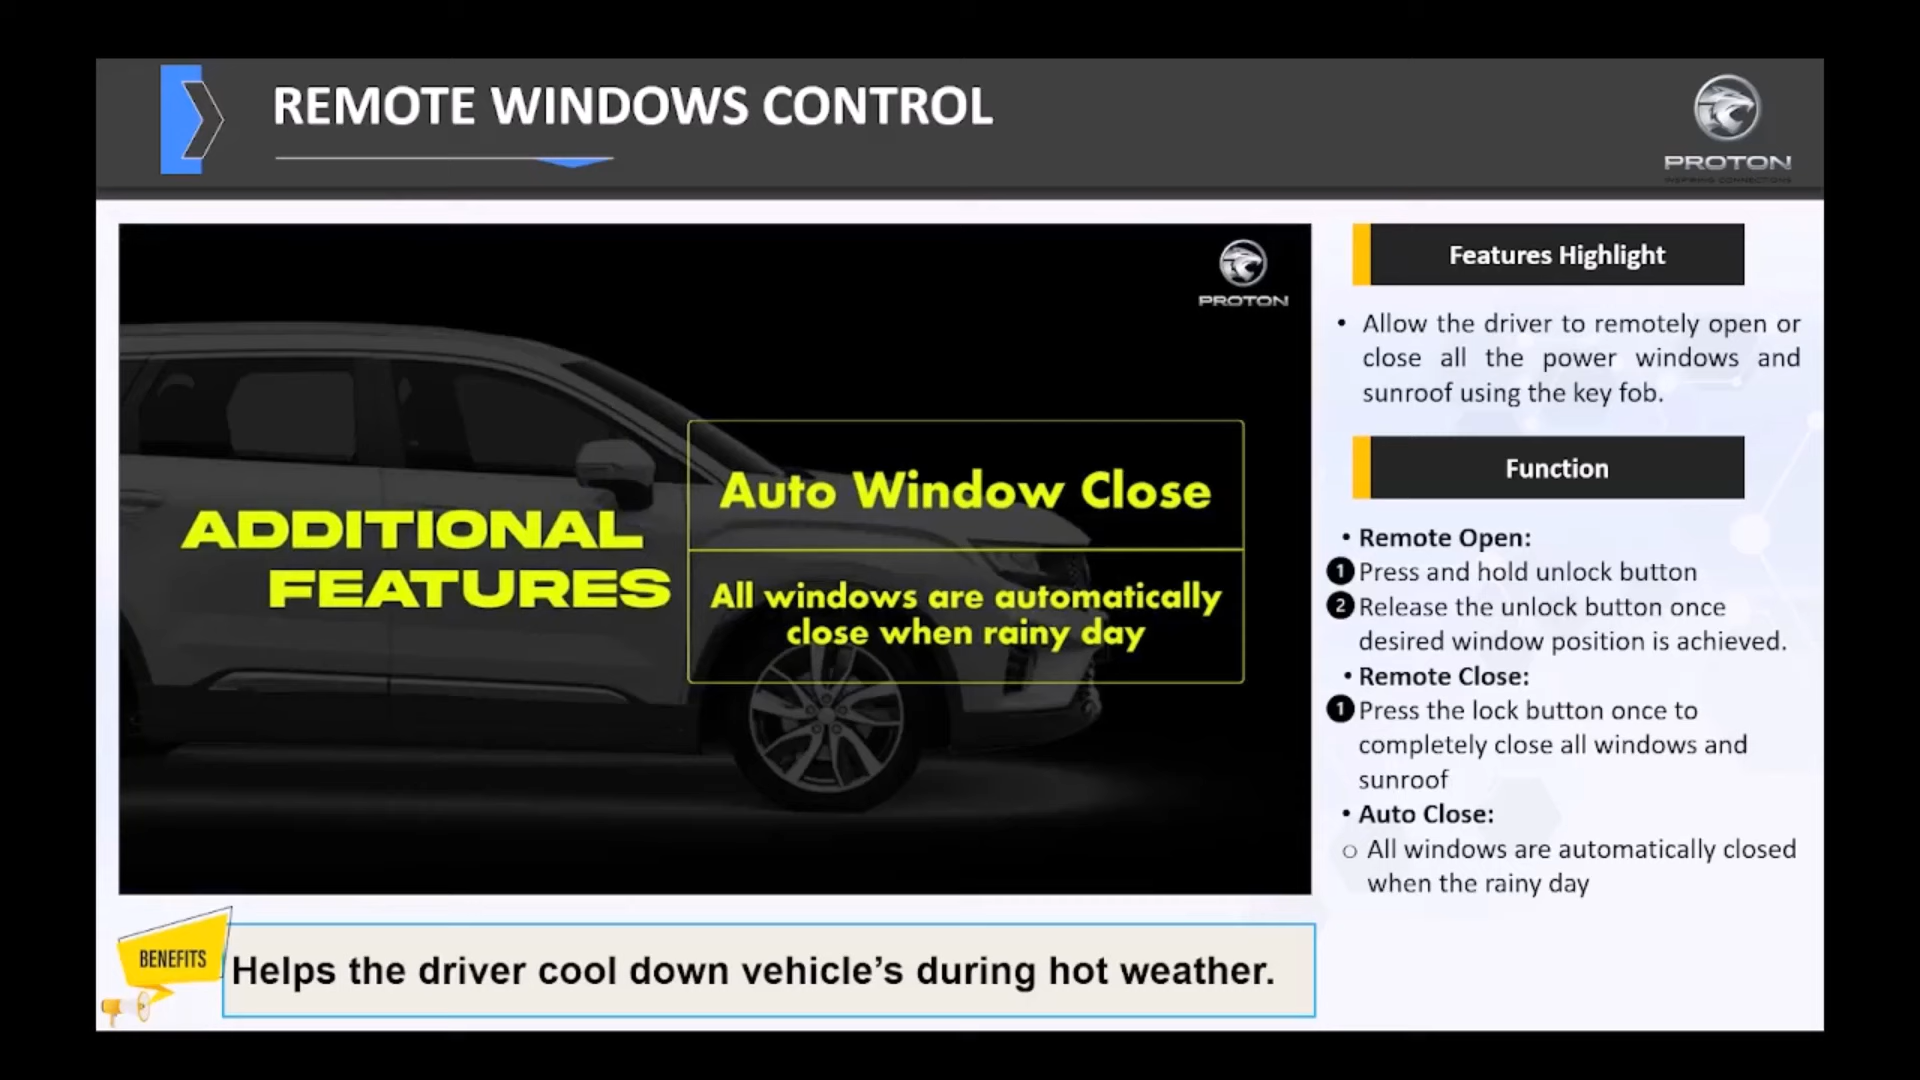 REMOTE WINDOWS CONTROL
PROTON
INSPIRING CONNECTIONS
PROTON
ADDITIONAL
FEATURES
Auto Window Close
All windows are automatically
close when rainy day
Features Highlight
• Allow the driver to remotely open or
close all the power windows and
sunroof using the key fob.
Function
• Remote Open:
1 Press and hold unlock button
2 Release the unlock button once
desired window position is achieved.
• Remote Close:
1 Press the lock button once to
completely close all windows and
sunroof
• Auto Close:
o All windows are automatically closed
when the rainy day
BENEFITS
Helps the driver cool down vehicle’s during hot weather.